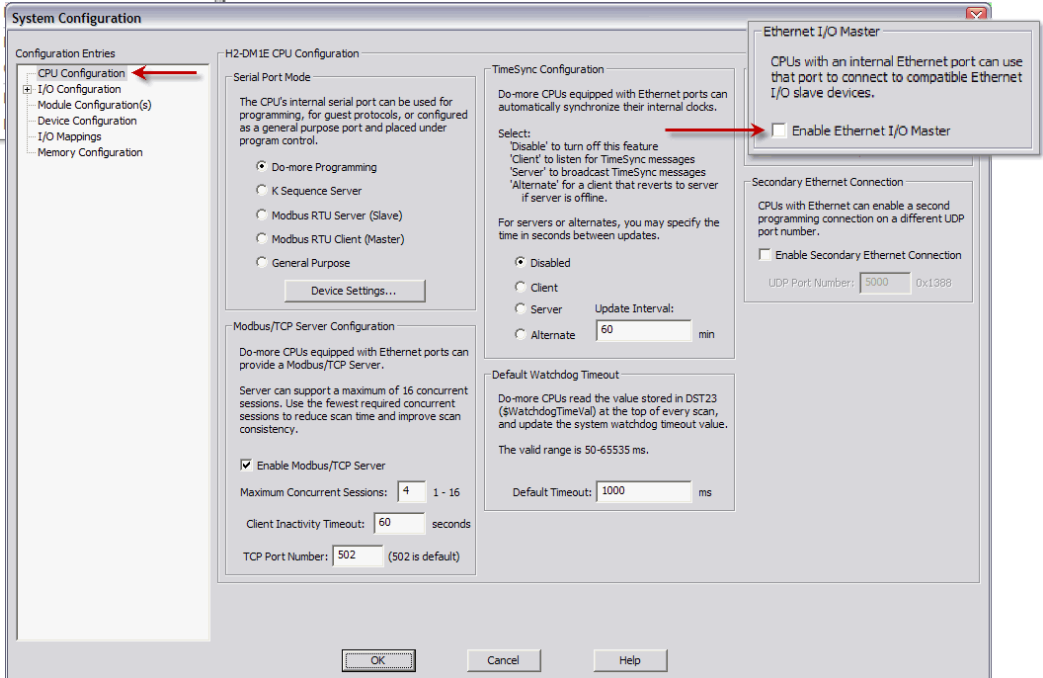 System Configuration
Configuration Entries
CPU Configuration
I/O Configuration
Module Configuration(s)
Device Configuration
I/O Mappings
Memory Configuration
H2-DM1E CPU Configuration
Serial Port Mode
The CPU's internal serial port can be used for
programming, for guest protocols, or configured
as a general purpose port and placed under
program control.
Do-more Programming
K Sequence Server
Modbus RTU Server (Slave)
Modbus RTU Client (Master)
General Purpose
Device Settings...
Modbus/TCP Server Configuration
Do-more CPUs equipped with Ethernet ports can
provide a Modbus/TCP Server.
Server can support a maximum of 16 concurrent
sessions. Use the fewest required concurrent
sessions to reduce scan time and improve scan
consistency.
Enable Modbus/TCP Server
Maximum Concurrent Sessions: 4 1 - 16
Client Inactivity Timeout: 60 seconds
TCP Port Number: 502 (502 is default)
TimeSync Configuration
Do-more CPUs equipped with Ethernet ports can
automatically synchronize their internal clocks.
Select:
'Disable' to turn off this feature
'Client' to listen for TimeSync messages
'Server' to broadcast TimeSync messages
'Alternate' for a client that reverts to server
if server is offline.
For servers or alternates, you may specify the
time in seconds between updates.
Disabled
Client
Server Update Interval:
Alternate 60 min
Default Watchdog Timeout
Do-more CPUs read the value stored in DST23
($WatchdogTimeVal) at the top of every scan,
and update the system watchdog timeout value.
The valid range is 50-65535 ms.
Default Timeout: 1000 ms
Ethernet I/O Master
CPUs with an internal Ethernet port can use
that port to connect to compatible Ethernet
I/O slave devices.
Enable Ethernet I/O Master
Secondary Ethernet Connection
CPUs with Ethernet can enable a second
programming connection on a different UDP
port number.
Enable Secondary Ethernet Connection
UDP Port Number: 5000 0x1388
OK
Cancel
Help